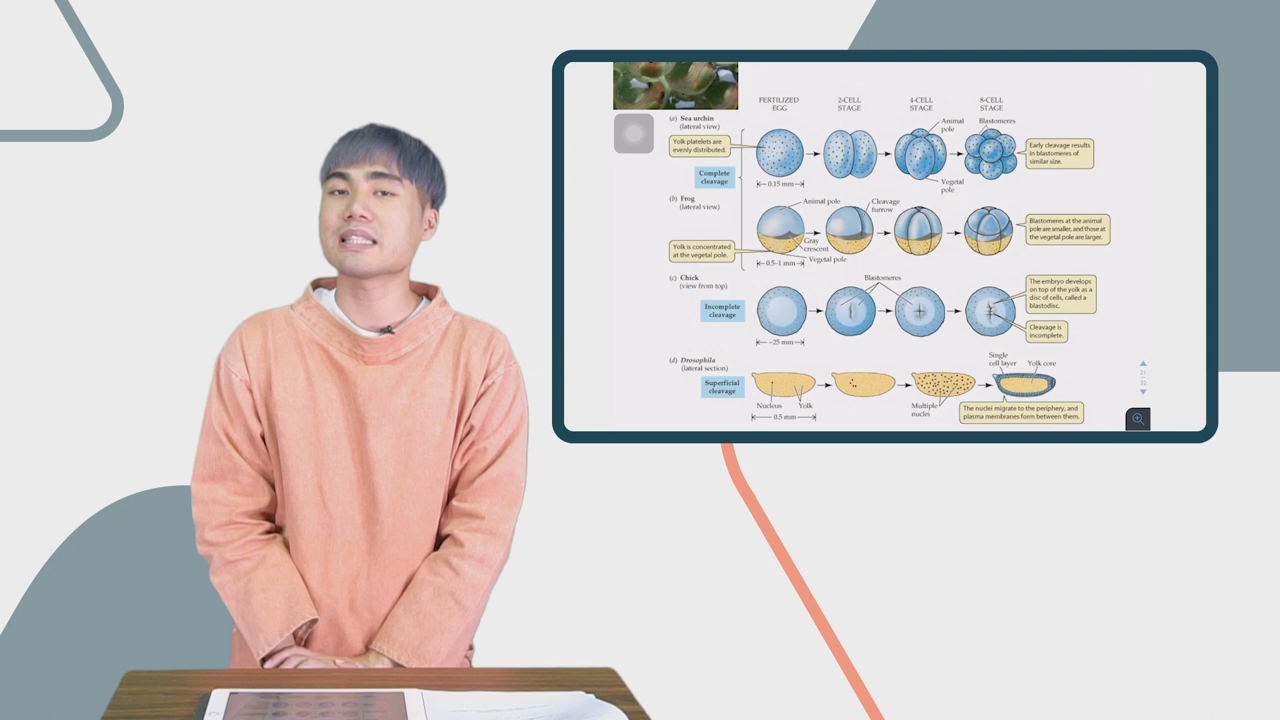 FERTILIZED
EGG
2-CELL
STAGE
4-CELL
STAGE
8-CELL
STAGE
(a) Sea urchin
(lateral view)
Yolk platelets are
evenly distributed.
Animal
pole
Blastomeres
Early cleavage results
in blastomeres of
similar size.
Complete
cleavage
0.15 mm
Vegetal
pole
(b) Frog
(lateral view)
Animal pole
Cleavage
furrow
Blastomeres at the animal
pole are smaller, and those at
the vegetal pole are larger.
Yolk is concentrated
at the vegetal pole.
Gray
crescent
Vegetal pole
0.5–1 mm
(c) Chick
(view from top)
Blastomeres
The embryo develops
on top of the yolk as a
disc of cells, called a
blastodisc.
Incomplete
cleavage
Cleavage is
incomplete.
~25 mm
(d) Drosophila
(lateral section)
Single
cell layer
Yolk core
Superficial
cleavage
Nucleus
Yolk
Multiple
nuclei
The nuclei migrate to the periphery, and
plasma membranes form between them.
0.5 mm
21
32